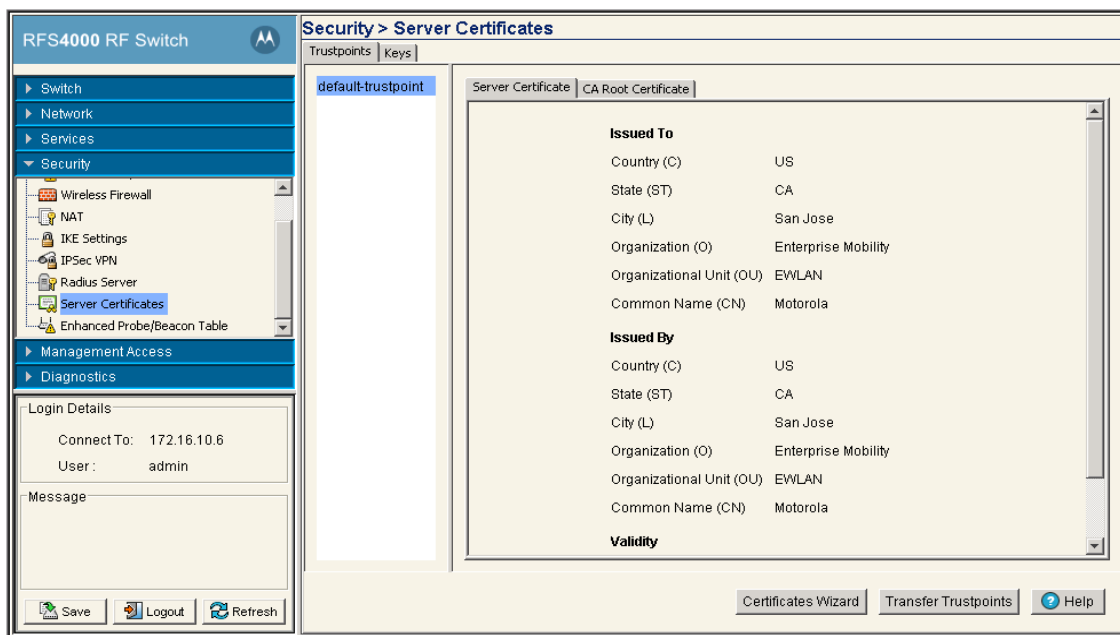 RFS4000 RF Switch
Switch
Network
Services
Security
Wireless Firewall
NAT
IKE Settings
IPSec VPN
Radius Server
Server Certificates
Enhanced Probe/Beacon Table
Management Access
Diagnostics
Login Details
Connect To: 172.16.10.6
User : admin
Message
Save Logout Refresh
Security > Server Certificates
Trustpoints Keys
default-trustpoint
Server Certificate CA Root Certificate
Issued To
Country (C) US
State (ST) CA
City (L) San Jose
Organization (O) Enterprise Mobility
Organizational Unit (OU) EWLAN
Common Name (CN) Motorola
Issued By
Country (C) US
State (ST) CA
City (L) San Jose
Organization (O) Enterprise Mobility
Organizational Unit (OU) EWLAN
Common Name (CN) Motorola
Validity
Certificates Wizard Transfer Trustpoints Help